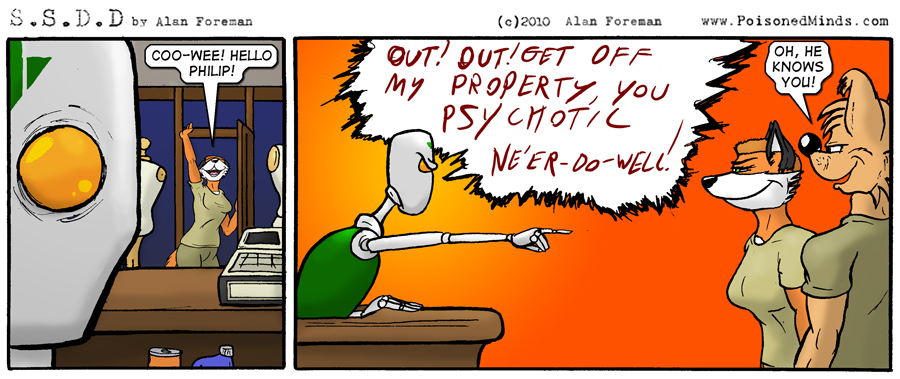 S.S.D.D by Alan Foreman
(c)2010 Alan Foreman
www.PoisonedMinds.com
COO-WEE! HELLO
PHILIP!
OUT! OUT! GET OFF
MY PROPERTY, YOU
PSYCHOTIC
NE'ER-DO-WELL!
OH, HE
KNOWS
YOU!